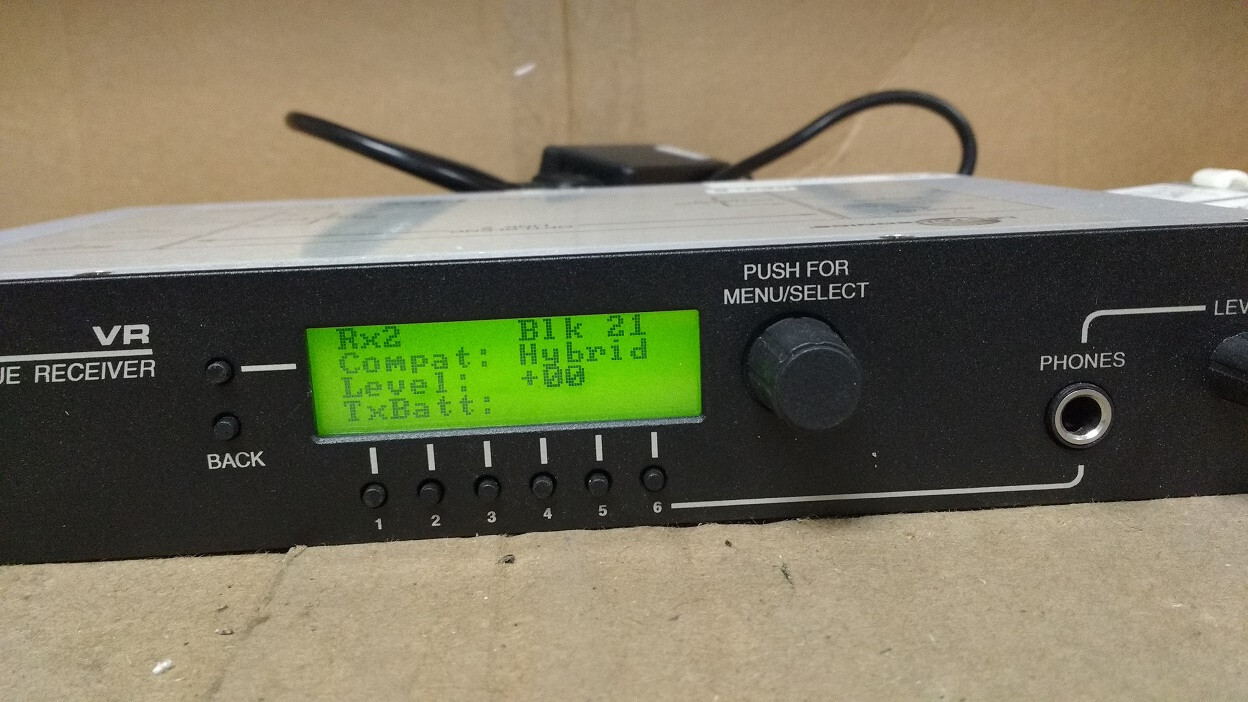 PUSH FOR
MENU/SELECT
VR
UE RECEIVER
BACK
Rx2 Blk 21
Compat: Hybrid
Level: +00
TxBatt:
1 2 3 4 5 6
PHONES
LEV